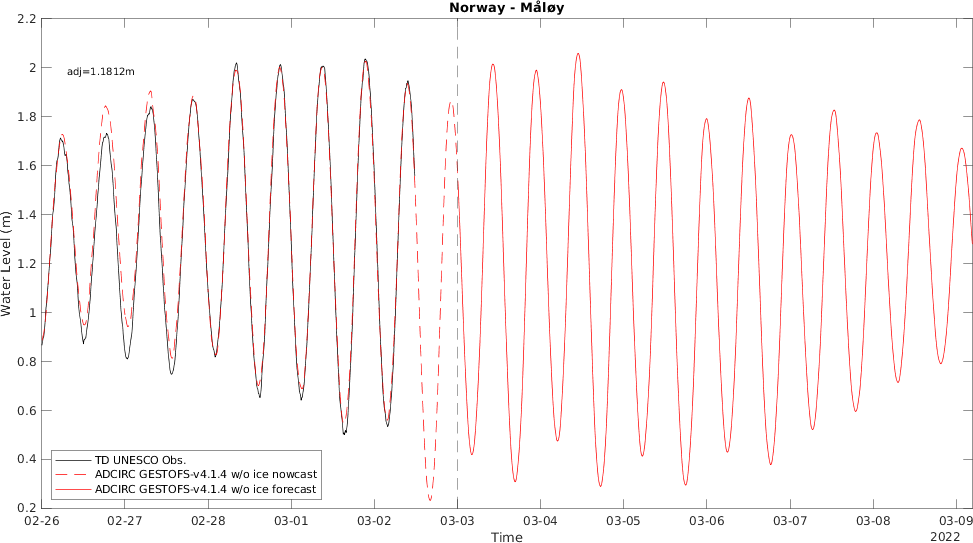 Norway - Måløy
adj=1.1812m
Water Level (m)
2.2
2
1.8
1.6
1.4
1.2
1
0.8
0.6
0.4
0.2
TD UNESCO Obs.
ADCIRC GESTOFS-v4.1.4 w/o ice nowcast
ADCIRC GESTOFS-v4.1.4 w/o ice forecast
02-26 02-27 02-28 03-01 03-02 03-03 03-04 03-05 03-06 03-07 03-08 03-09
Time
2022